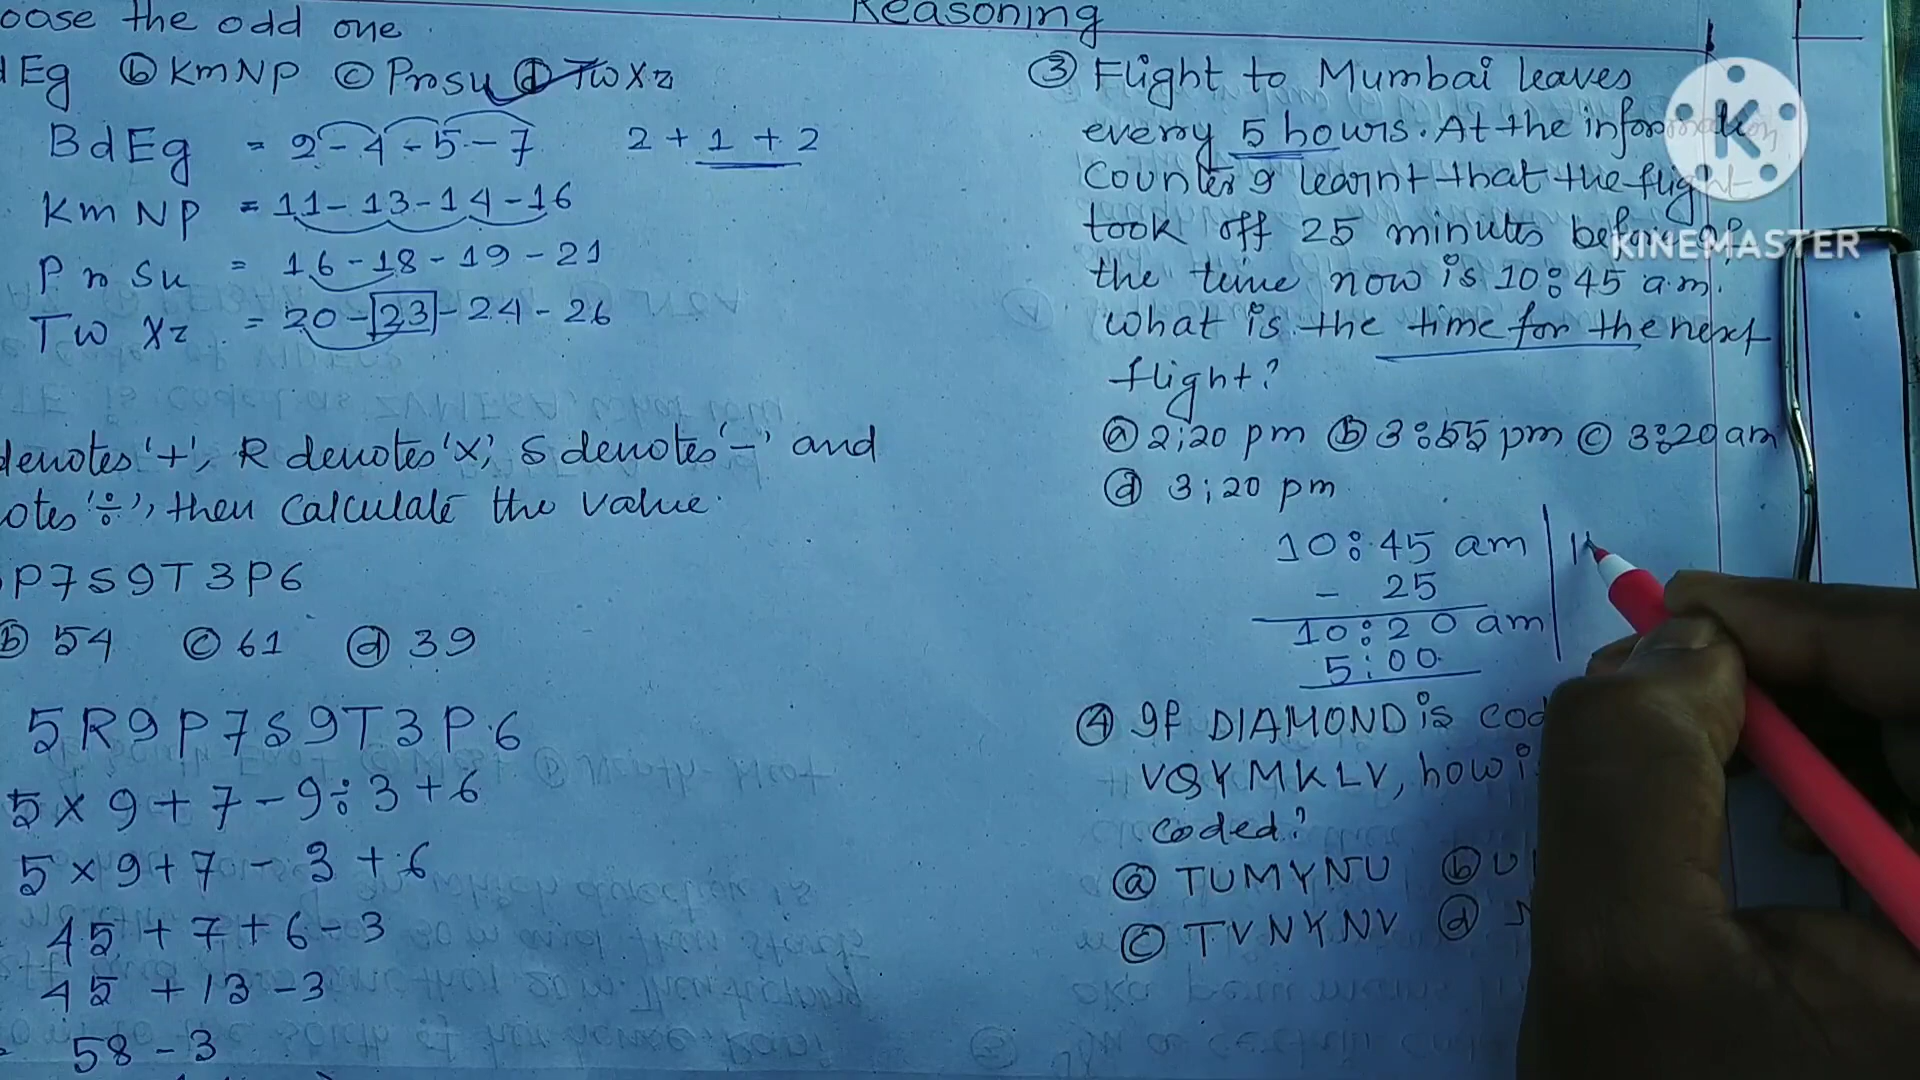 Reasoning
oose the odd one
dEg ⓑ KmNP ⓒ PrSu ⓓ TwXz
BdEg = 2-4-5-7 2+1+2
KmNP = 11-13-14-16
PrSu = 16-18-19-21
TwXz = 20-23-24-26
denotes '+', R denotes 'x', S denotes '-' and
otes '÷', then calculate the value.
P7S9T3P6
ⓑ 54 ⓒ 61 ⓓ 39
5R9P7S9T3P6
5×9+7-9÷3+6
5×9+7-3+6
45+7+6-3
45+13-3
58-3
③ Flight to Mumbai leaves
every 5 hours. At the information
Counter I learnt that the flight
took off 25 minutes before
the time now is 10:45 a.m.
what is the time for the next
flight?
ⓐ 2:20 pm ⓑ 3:55 pm ⓒ 3:20 am
ⓓ 3:20 pm
10:45 am
- 25
10:20 am
5:00
④ If DIAMOND is cod
VQYMKLV, how i
coded?
ⓐ TUMYNU ⓑ U
ⓒ TVNYNV ⓓ
K
KINEMASTER